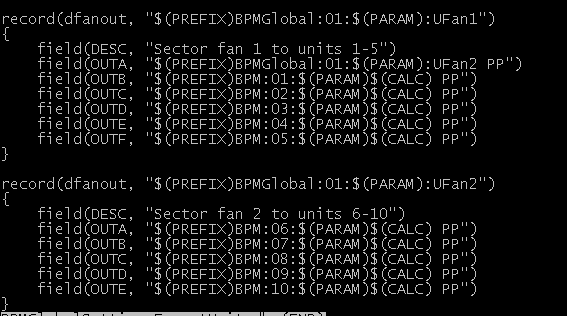 record(dfanout, "$(PREFIX)BPMGlobal:01:$(PARAM):UFan1")
{
    field(DESC, "Sector fan 1 to units 1-5")
    field(OUTA, "$(PREFIX)BPMGlobal:01:$(PARAM):UFan2 PP")
    field(OUTB, "$(PREFIX)BPM:01:$(PARAM)$(CALC) PP")
    field(OUTC, "$(PREFIX)BPM:02:$(PARAM)$(CALC) PP")
    field(OUTD, "$(PREFIX)BPM:03:$(PARAM)$(CALC) PP")
    field(OUTE, "$(PREFIX)BPM:04:$(PARAM)$(CALC) PP")
    field(OUTF, "$(PREFIX)BPM:05:$(PARAM)$(CALC) PP")
}
record(dfanout, "$(PREFIX)BPMGlobal:01:$(PARAM):UFan2")
{
    field(DESC, "Sector fan 2 to units 6-10")
    field(OUTA, "$(PREFIX)BPM:06:$(PARAM)$(CALC) PP")
    field(OUTB, "$(PREFIX)BPM:07:$(PARAM)$(CALC) PP")
    field(OUTC, "$(PREFIX)BPM:08:$(PARAM)$(CALC) PP")
    field(OUTD, "$(PREFIX)BPM:09:$(PARAM)$(CALC) PP")
    field(OUTE, "$(PREFIX)BPM:10:$(PARAM)$(CALC) PP")
}